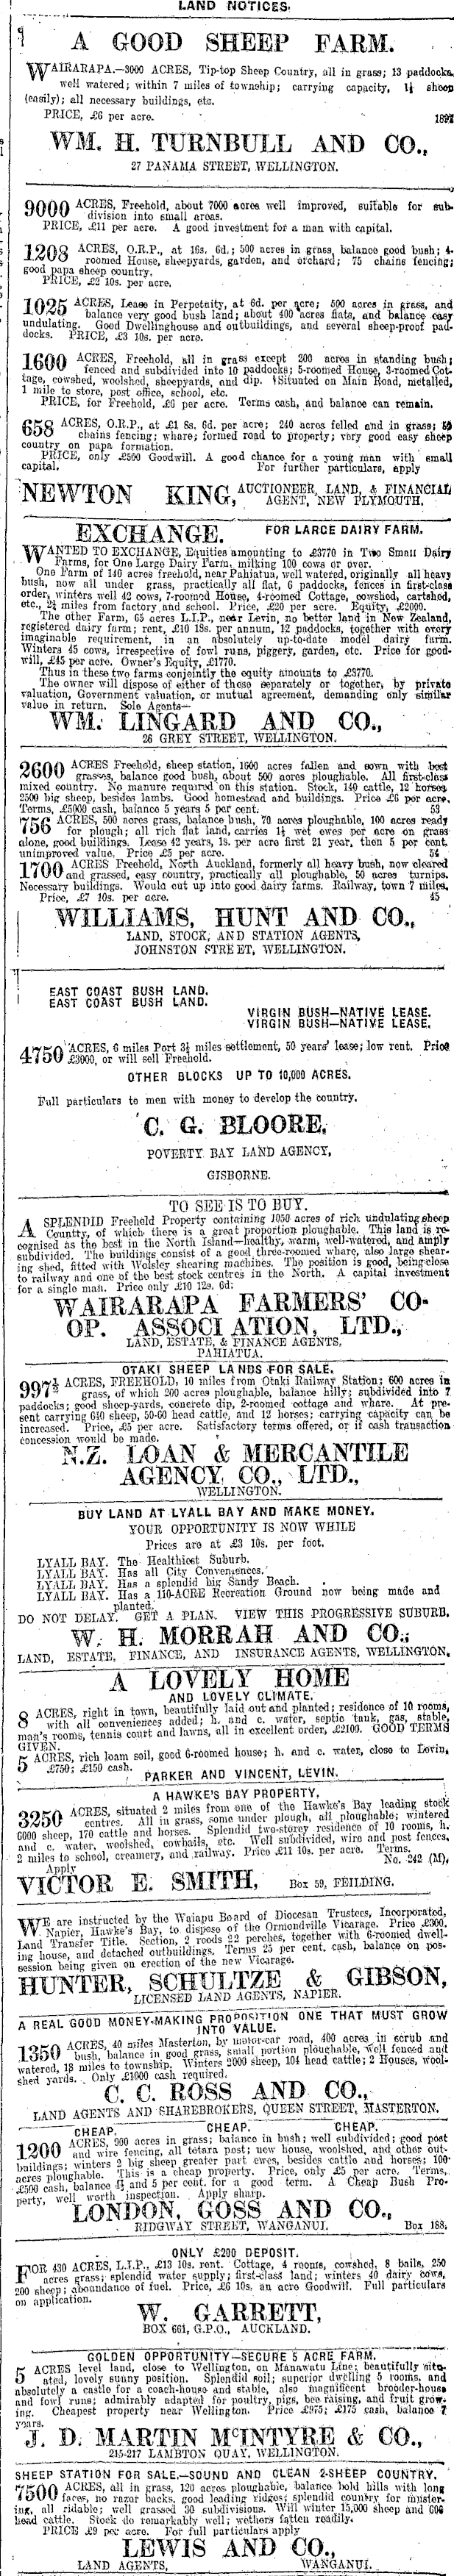 LAND NOTICES.
A GOOD SHEEP FARM.
WAIRARAPA.—3000 ACRES, Tip-top Sheep Country, all in grass; 13 paddocks,
well watered; within 7 miles of township; carrying capacity, 1½ sheep
(easily); all necessary buildings, etc.
PRICE, £6 per acre.
WM. H. TURNBULL AND CO.,
27 PANAMA STREET, WELLINGTON.
9000 ACRES, Freehold, about 7000 acres well improved, suitable for sub-
division into small areas.
PRICE, £11 per acre. A good investment for a man with capital.
1208 ACRES, O.R.P., at 16s. 6d.; 500 acres in grass, balance good bush; 4-
roomed House, sheepyards, garden, and orchard; 75 chains fencing;
good papa sheep country.
PRICE, £2 10s. per acre.
1025 ACRES, Lease in Perpetuity, at 6d. per acre; 500 acres in grass, and
balance very good bush land; about 400 acres flats, and balance easy
undulating. Good Dwellinghouse and outbuildings, and several sheep-proof pad-
docks. PRICE, £3 10s. per acre.
1600 ACRES, Freehold, all in grass except 200 acres in standing bush;
fenced and subdivided into 10 paddocks; 5-roomed House, 3-roomed Cot-
tage, cowshed, woolshed, sheepyards, and dip. Situated on Main Road, metalled,
1 mile to store, post office, school, etc.
PRICE, for Freehold, £6 per acre. Terms cash, and balance can remain.
658 ACRES, O.R.P., at £1 8s. 6d. per acre; 240 acres felled and in grass; 50
chains fencing; whare; formed road to property; very good easy sheep
country on papa formation.
PRICE, only £500 Goodwill. A good chance for a young man with small
capital. For further particulars, apply
NEWTON KING, AUCTIONEER, LAND, & FINANCIAL
AGENT, NEW PLYMOUTH.
EXCHANGE. FOR LARGE DAIRY FARM.
WANTED TO EXCHANGE, Equities amounting to £3770 in Two Small Dairy
Farms, for One Large Dairy Farm, milking 100 cows or over.
One Farm of 140 acres freehold, near Pahiatua, well watered, originally all heavy
bush, now all under grass, practically all flat, 6 paddocks, fences in first-class
order, winters well 42 cows, 7-roomed House, 4-roomed Cottage, cowshed, cartshed,
etc., 2½ miles from factory and school. Price, £20 per acre. Equity, £2000.
The other Farm, 65 acres L.I.P., near Levin, no better land in New Zealand,
registered dairy farm; rent, £10 18s. per annum, 12 paddocks, together with every
imaginable requirement, in an absolutely up-to-date model dairy farm.
Winters 45 cows, irrespective of fowl runs, piggery, garden, etc. Price for good-
will, £45 per acre. Owner's Equity, £1770.
Thus in these two farms conjointly the equity amounts to £3770.
The owner will dispose of either of these separately or together, by private
valuation, Government valuation, or mutual agreement, demanding only similar
value in return. Sole Agents—
WM. LINGARD AND CO.,
26 GREY STREET, WELLINGTON.
2600 ACRES Freehold, sheep station, 1600 acres fallen and sown with best
grasses, balance good bush, about 500 acres ploughable. All first-class
mixed country. No manure required on this station. Stock, 140 cattle, 12 horses,
2500 big sheep, besides lambs. Good homestead and buildings. Price £6 per acre.
Terms, £5000 cash, balance 5 years 5 per cent. 53
756 ACRES, 500 acres grass, balance bush, 70 acres ploughable, 100 acres ready
for plough; all rich flat land, carries 1½ wet ewes per acre on grass
alone, good buildings. Lease 42 years, 1s. per acre first 21 year, then 5 per cent.
unimproved value. Price £5 per acre. 54
1700 ACRES Freehold, North Auckland, formerly all heavy bush, now cleared
and grassed, easy country, practically all ploughable, 50 acres turnips.
Necessary buildings. Would cut up into good dairy farms. Railway, town 7 miles.
Price, £7 10s. per acre. 45
WILLIAMS, HUNT AND CO.,
LAND, STOCK, AND STATION AGENTS,
JOHNSTON STREET, WELLINGTON.
EAST COAST BUSH LAND.
EAST COAST BUSH LAND.
VIRGIN BUSH—NATIVE LEASE.
VIRGIN BUSH—NATIVE LEASE.
4750 ACRES, 6 miles Port 3½ miles settlement, 50 years' lease; low rent. Price
£3000, or will sell Freehold.
OTHER BLOCKS UP TO 10,000 ACRES.
Full particulars to men with money to develop the country.
C. G. BLOORE,
POVERTY BAY LAND AGENCY,
GISBORNE.
TO SEE IS TO BUY.
A SPLENDID Freehold Property containing 1050 acres of rich undulating sheep
Country, of which there is a great proportion ploughable. This land is re-
cognised as the best in the North Island—healthy, warm, well-watered, and amply
subdivided. The buildings consist of a good three-roomed whare, also large shear-
ing shed, fitted with Wolsley shearing machines. The position is good, being close
to railway and one of the best stock centres in the North. A capital investment
for a single man. Price only £10 12s. 6d.
WAIRARAPA FARMERS' CO-
OP. ASSOCIATION, LTD.,
LAND, ESTATE, & FINANCE AGENTS,
PAHIATUA.
OTAKI SHEEP LANDS FOR SALE.
997½ ACRES, FREEHOLD, 10 miles from Otaki Railway Station; 600 acres in
grass, of which 200 acres ploughable, balance hilly; subdivided into 7
paddocks; good sheep-yards, concrete dip, 2-roomed cottage and whare. At pre-
sent carrying 640 sheep, 50-60 head cattle, and 12 horses; carrying capacity can be
increased. Price, £5 per acre. Satisfactory terms offered, or if cash transaction
concession would be made.
N.Z. LOAN & MERCANTILE
AGENCY CO., LTD.,
WELLINGTON.
BUY LAND AT LYALL BAY AND MAKE MONEY.
YOUR OPPORTUNITY IS NOW WHILE
Prices are at £3 10s. per foot.
LYALL BAY. The Healthiest Suburb.
LYALL BAY. Has all City Conveniences.
LYALL BAY. Has a splendid big Sandy Beach.
LYALL BAY. Has a 110-ACRE Recreation Ground now being made and
planted.
DO NOT DELAY. GET A PLAN. VIEW THIS PROGRESSIVE SUBURB.
W. H. MORRAH AND CO.,
LAND, ESTATE, FINANCE, AND INSURANCE AGENTS, WELLINGTON.
A LOVELY HOME
AND LOVELY CLIMATE.
8 ACRES, right in town, beautifully laid out and planted; residence of 10 rooms,
with all conveniences added; h. and c. water, septic tank, gas, stable,
man's rooms, tennis court and lawns, all in excellent order, £2100. GOOD TERMS
GIVEN.
5 ACRES, rich loam soil, good 6-roomed house; h. and c. water, close to Levin,
£750; £150 cash.
PARKER AND VINCENT, LEVIN.
A HAWKE'S BAY PROPERTY.
3250 ACRES, situated 2 miles from one of the Hawke's Bay leading stock
centres. All in grass, some under plough, all ploughable; wintered
6000 sheep, 170 cattle and horses. Splendid two-storey residence of 10 rooms, h.
and c. water, woolshed, cowbails, etc. Well subdivided, wire and post fences,
2 miles to school, creamery, and railway. Price £11 10s. per acre. Terms.
Apply No. 242 (M),
VICTOR E. SMITH, Box 59, FEILDING.
WE are instructed by the Waiapu Board of Diocesan Trustees, Incorporated,
Napier, Hawke's Bay, to dispose of the Ormondville Vicarage. Price £300.
Land Transfer Title. Section, 2 roods 22 perches, together with 6-roomed dwell-
ing house, and detached outbuildings. Terms 25 per cent. cash, balance on pos-
session being given on erection of the new Vicarage.
HUNTER, SCHULTZE & GIBSON,
LICENSED LAND AGENTS, NAPIER.
A REAL GOOD MONEY-MAKING PROPOSITION ONE THAT MUST GROW
INTO VALUE.
1350 ACRES, 40 miles Masterton, by motor-car road, 400 acres in scrub and
bush, balance in good grass, small portion ploughable, well fenced and
watered, 18 miles to township. Winters 2000 sheep, 104 head cattle; 2 Houses, wool-
shed yards. Only £1000 cash required.
C. C. ROSS AND CO.,
LAND AGENTS AND SHAREBROKERS, QUEEN STREET, MASTERTON.
CHEAP. CHEAP. CHEAP.
1200 ACRES, 900 acres in grass; balance in bush; well subdivided; good post
and wire fencing, all totara post; new house, woolshed, and other out-
buildings; winters 2 big sheep greater part ewes, besides cattle and horses; 100
acres ploughable. This is a cheap property. Price, only £5 per acre. Terms,
£500 cash, balance and 5 per cent. for a good term. A Cheap Bush Pro-
perty, well worth inspection. Apply sharp.
LONDON, GOSS AND CO.,
RIDGWAY STREET, WANGANUI. Box 188.
ONLY £200 DEPOSIT.
FOR 430 ACRES, L.I.P., £13 10s. rent. Cottage, 4 rooms, cowshed, 8 bails, 250
acres grass; splendid water supply; first-class land; winters 40 dairy cows,
200 sheep; aboundance of fuel. Price, £6 10s. an acre Goodwill. Full particulars
on application.
W. GARRETT,
BOX 661, G.P.O., AUCKLAND.
GOLDEN OPPORTUNITY—SECURE 5 ACRE FARM.
5 ACRES level land, close to Wellington, on Manawatu Line; beautifully situ-
ated, lovely sunny position. Splendid soil; superior dwelling 5 rooms, and
absolutely a castle for a coach-house and stable, also magnificent brooder-house
and fowl runs; admirably adapted for poultry, pigs, bee raising, and fruit grow-
ing. Cheapest property near Wellington. Price £975; £175 cash, balance 7
years.
J. D. MARTIN McINTYRE & CO.,
215-217 LAMBTON QUAY, WELLINGTON.
SHEEP STATION FOR SALE.—SOUND AND CLEAN 2-SHEEP COUNTRY.
7500 ACRES, all in grass, 120 acres ploughable, balance bold hills with long
faces, no razor backs, good leading ridges; splendid country for muster-
ing, all ridable; well grassed 30 subdivisions. Will winter 15,000 sheep and 600
head cattle. Stock do remarkably well; wethers fatten readily.
PRICE £9 per acre. For full particulars apply
LEWIS AND CO.,
LAND AGENTS, WANGANUI.